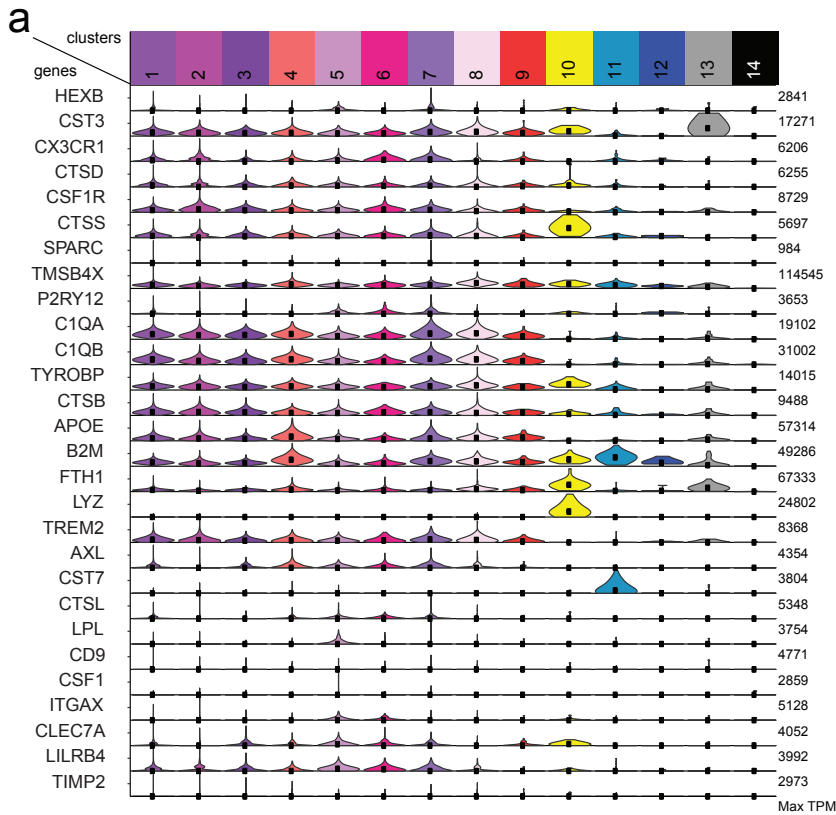 a
clusters
genes
1 2 3 4 5 6 7 8 9 10 11 12 13 14
HEXB 2841
CST3 17271
CX3CR1 6206
CTSD 6255
CSF1R 8729
CTSS 5697
SPARC 984
TMSB4X 114545
P2RY12 3653
C1QA 19102
C1QB 31002
TYROBP 14015
CTSB 9488
APOE 57314
B2M 49286
FTH1 67333
LYZ 24802
TREM2 8368
AXL 4354
CST7 3804
CTSL 5348
LPL 3754
CD9 4771
CSF1 2859
ITGAX 5128
CLEC7A 4052
LILRB4 3992
TIMP2 2973
Max TPM